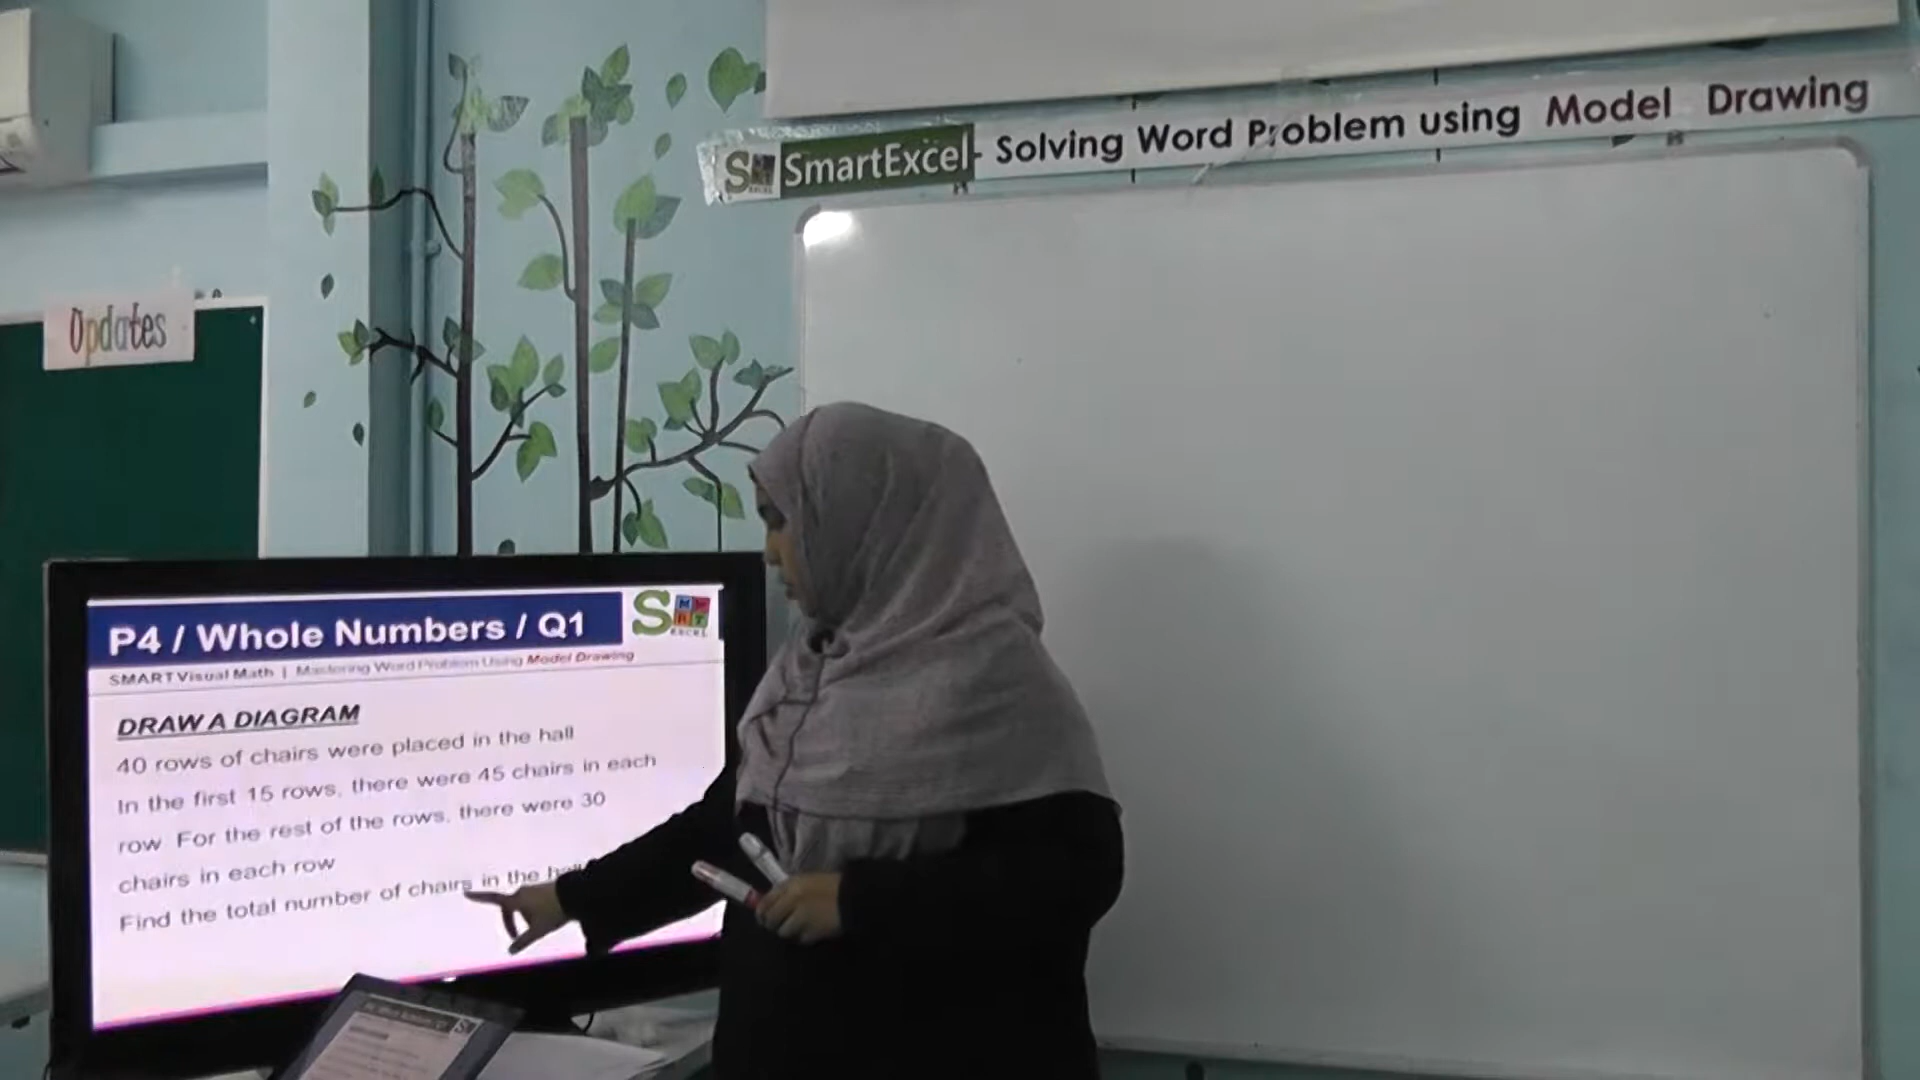 SmartExcel - Solving Word Problem using Model Drawing
Updates
P4 / Whole Numbers / Q1
SMART EXCEL
SMART Visual Math | Mastering Word Problem Using Model Drawing
DRAW A DIAGRAM
40 rows of chairs were placed in the hall
In the first 15 rows, there were 45 chairs in each
row For the rest of the rows, there were 30
chairs in each row
Find the total number of chairs in the hall